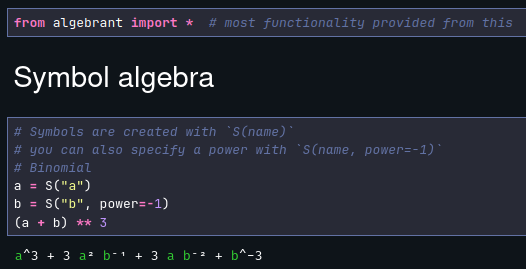 from algebrant import *  # most functionality provided from this
Symbol algebra
# Symbols are created with `S(name)`
# you can also specify a power with `S(name, power=-1)`
# Binomial
a = S("a")
b = S("b", power=-1)
(a + b) ** 3
a^3 + 3 a² b⁻¹ + 3 a b⁻² + b^-3